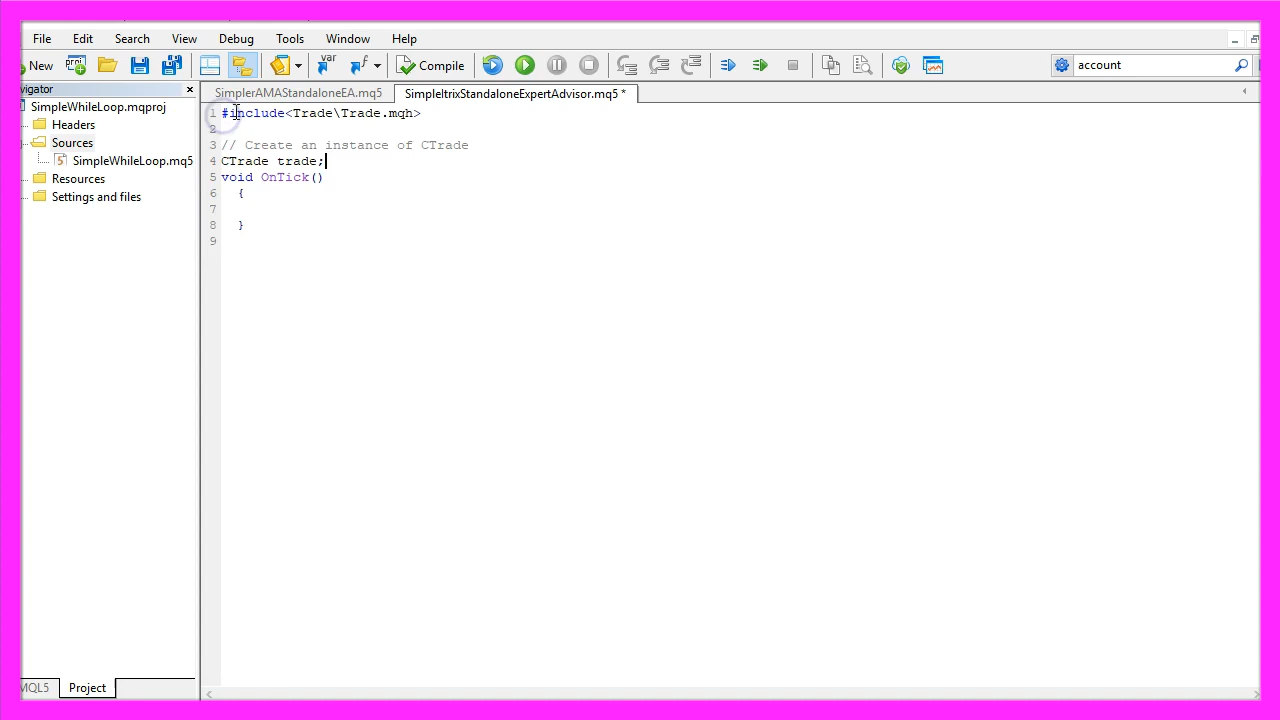 File Edit Search View Debug Tools Window Help
New var Compile account
vigator
SimplerAMAStandaloneEA.mq5 SimpleItrixStandaloneExpertAdvisor.mq5 *
SimpleWhileLoop.mqproj
Headers
Sources
SimpleWhileLoop.mq5
Resources
Settings and files
1 #include<Trade\Trade.mqh>
2
3 // Create an instance of CTrade
4 CTrade trade;
5 void OnTick()
6 {
7
8 }
9
MQL5 Project